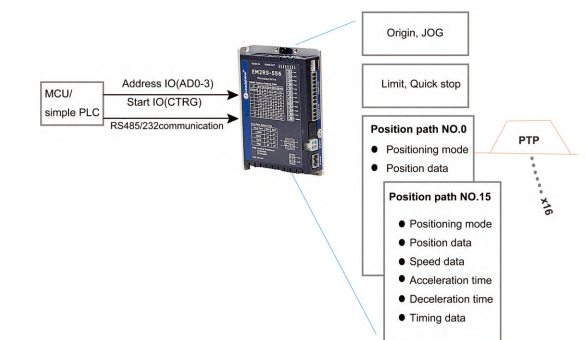 Origin, JOG
EM2RS-556
Address IO(AD0-3)
MCU/
simple PLC
Start IO(CTRG)
RS485/232communication
Limit, Quick stop
Position path NO.0
Positioning mode
Position data
PTP
x16
Position path NO.15
Positioning mode
Position data
Speed data
Acceleration time
Deceleration time
Timing data